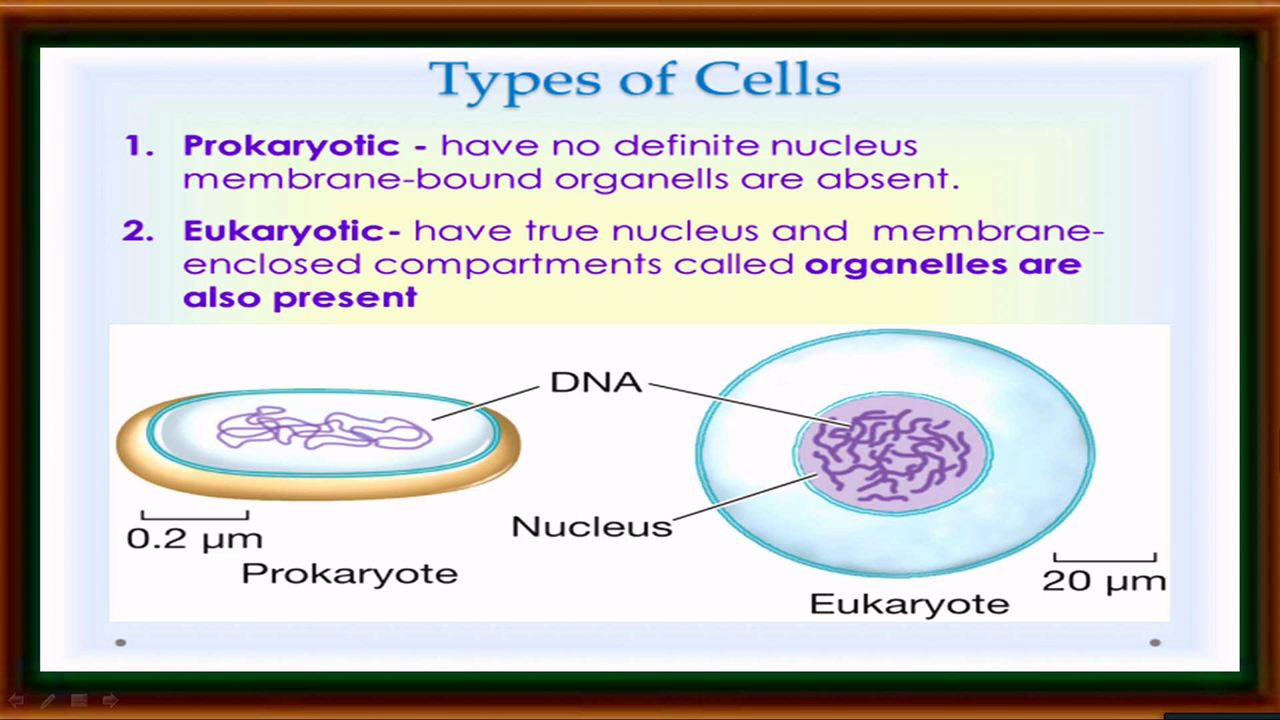 Types of Cells
1. Prokaryotic - have no definite nucleus
membrane-bound organells are absent.
2. Eukaryotic- have true nucleus and membrane-
enclosed compartments called organelles are
also present
DNA
Nucleus
0.2 µm
Prokaryote
20 µm
Eukaryote